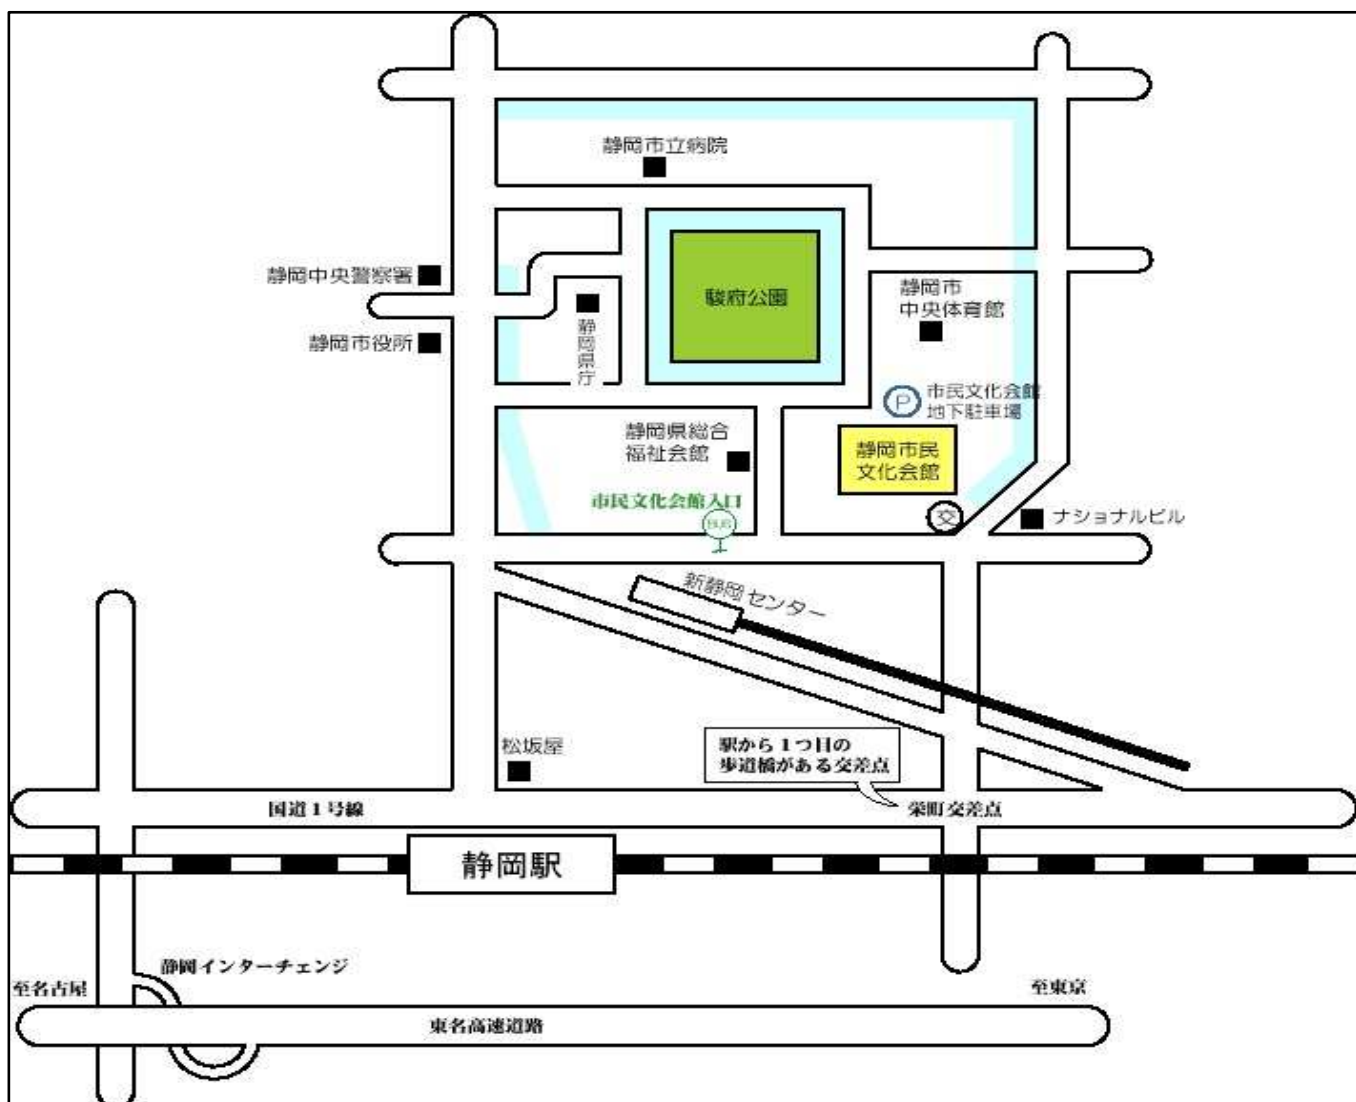 静岡市立病院
静岡中央警察署
静岡市役所
静岡県庁
駿府公園
静岡市
中央体育館
P
市民文化会館
地下駐車場
静岡県総合
福祉会館
静岡市民
文化会館
市民文化会館入口
BUS
交
ナショナルビル
新静岡センター
松坂屋
駅から1つ目の
歩道橋がある交差点
国道1号線
栄町交差点
静岡駅
静岡インターチェンジ
至名古屋
至東京
東名高速道路